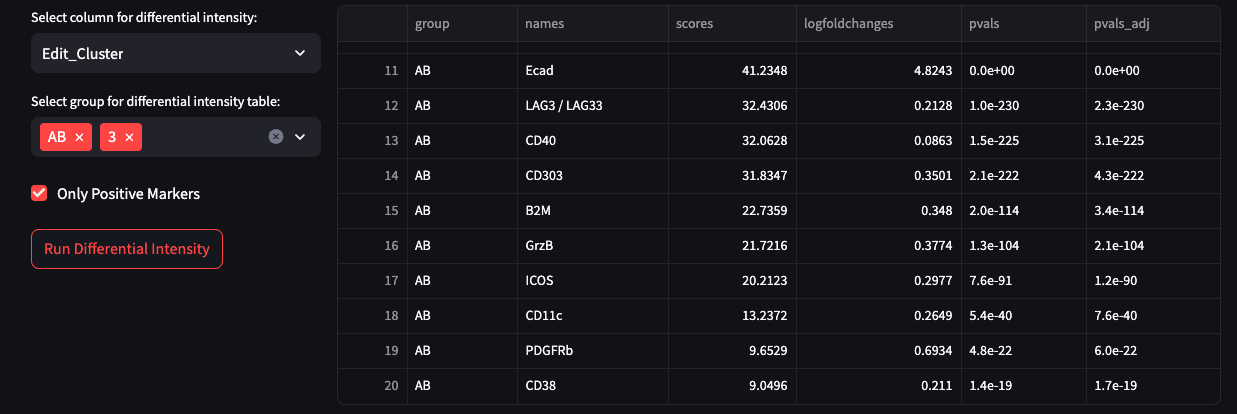 Select column for differential intensity:
Edit_Cluster
Select group for differential intensity table:
AB × 3 ×
Only Positive Markers
Run Differential Intensity
group names scores logfoldchanges pvals pvals_adj
11 AB Ecad 41.2348 4.8243 0.0e+00 0.0e+00
12 AB LAG3 / LAG33 32.4306 0.2128 1.0e-230 2.3e-230
13 AB CD40 32.0628 0.0863 1.5e-225 3.1e-225
14 AB CD303 31.8347 0.3501 2.1e-222 4.3e-222
15 AB B2M 22.7359 0.348 2.0e-114 3.4e-114
16 AB GrzB 21.7216 0.3774 1.3e-104 2.1e-104
17 AB ICOS 20.2123 0.2977 7.6e-91 1.2e-90
18 AB CD11c 13.2372 0.2649 5.4e-40 7.6e-40
19 AB PDGFRb 9.6529 0.6934 4.8e-22 6.0e-22
20 AB CD38 9.0496 0.211 1.4e-19 1.7e-19